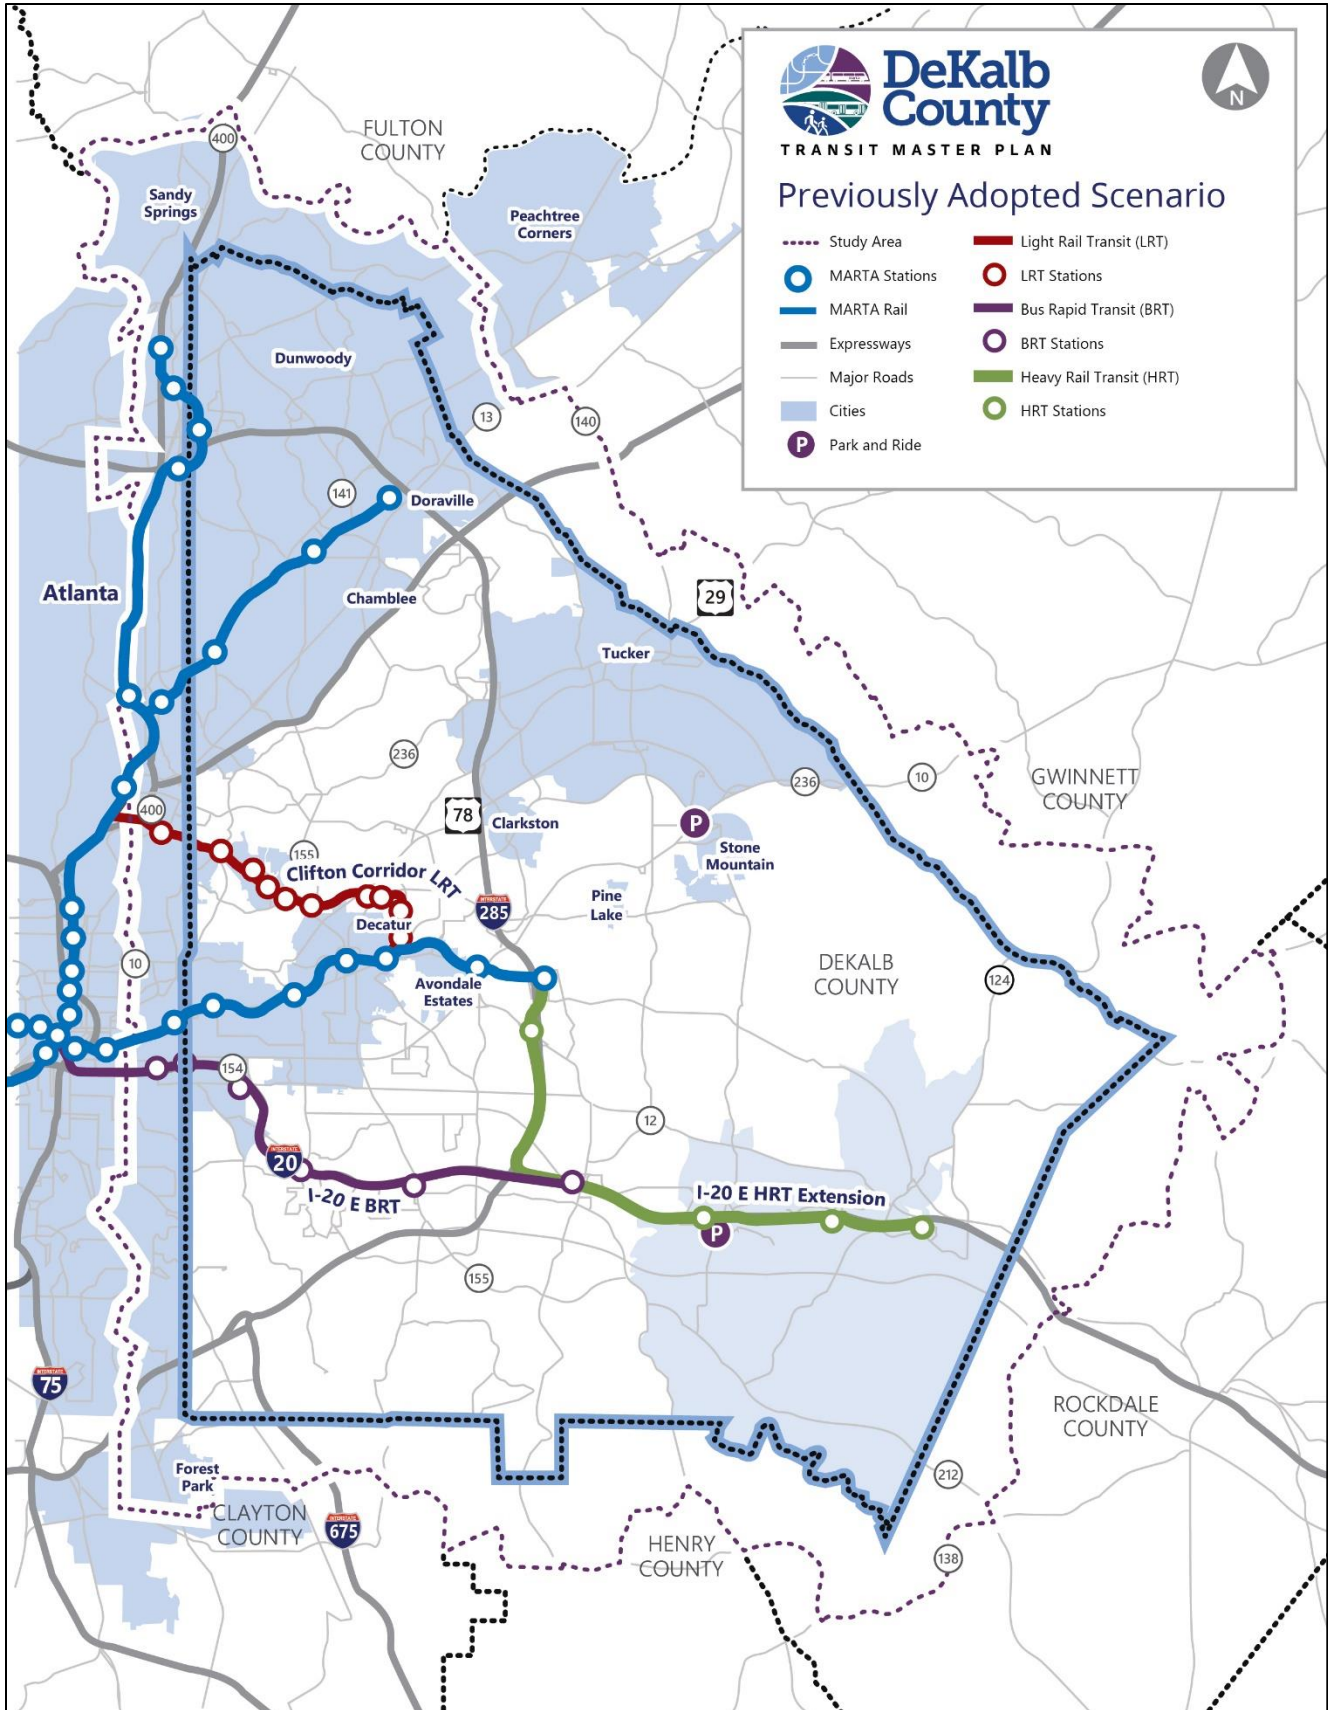 DeKalb
County
TRANSIT MASTER PLAN
N
Previously Adopted Scenario
Study Area
MARTA Stations
MARTA Rail
Expressways
Major Roads
Cities
P
Park and Ride
Light Rail Transit (LRT)
LRT Stations
Bus Rapid Transit (BRT)
BRT Stations
Heavy Rail Transit (HRT)
HRT Stations
FULTON
COUNTY
400
Sandy
Springs
Peachtree
Corners
Dunwoody
13
140
141
Doraville
Atlanta
Chamblee
29
Tucker
236
236
10
GWINNETT
COUNTY
400
78
Clarkston
P
Stone
Mountain
155
Clifton Corridor LRT
Pine
Lake
INTERSTATE
285
Decatur
10
DEKALB
COUNTY
124
Avondale
Estates
154
12
INTERSTATE
20
I-20 E BRT
I-20 E HRT Extension
P
155
INTERSTATE
75
ROCKDALE
COUNTY
Forest
Park
212
CLAYTON
COUNTY
INTERSTATE
675
HENRY
COUNTY
138